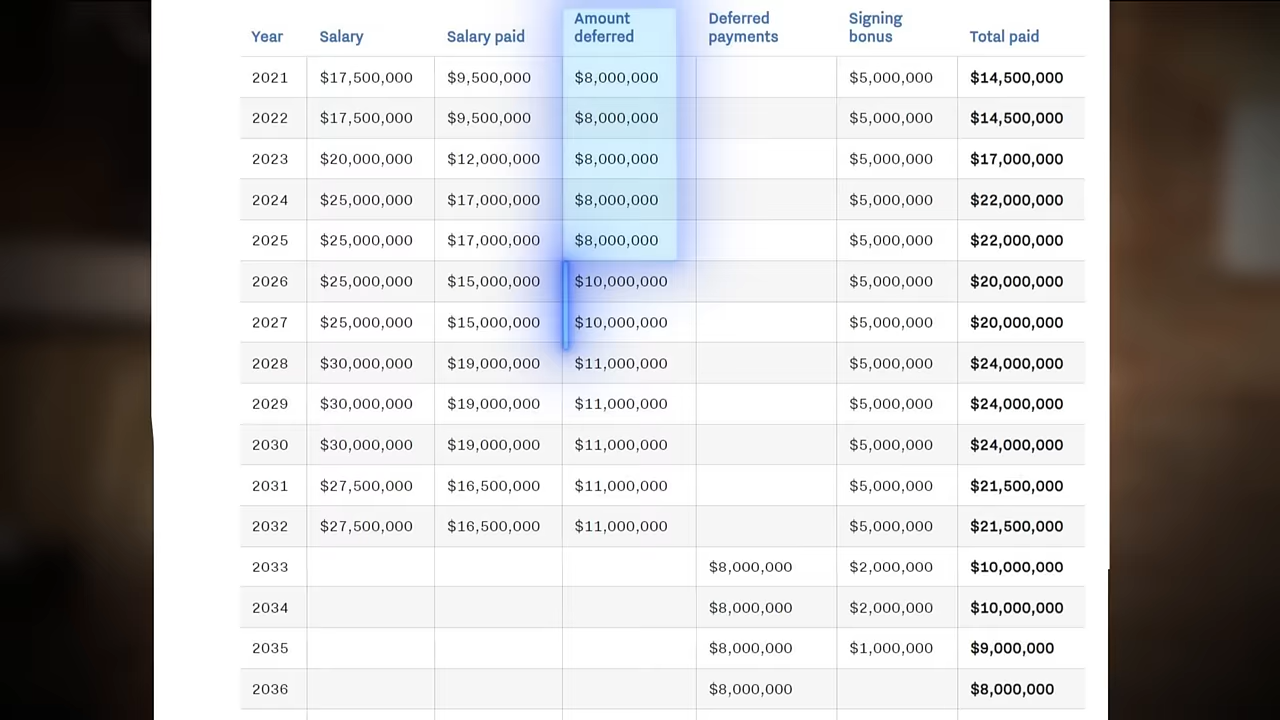 Year Salary Salary paid Amount deferred Deferred payments Signing bonus Total paid
2021 $17,500,000 $9,500,000 $8,000,000 $5,000,000 $14,500,000
2022 $17,500,000 $9,500,000 $8,000,000 $5,000,000 $14,500,000
2023 $20,000,000 $12,000,000 $8,000,000 $5,000,000 $17,000,000
2024 $25,000,000 $17,000,000 $8,000,000 $5,000,000 $22,000,000
2025 $25,000,000 $17,000,000 $8,000,000 $5,000,000 $22,000,000
2026 $25,000,000 $15,000,000 $10,000,000 $5,000,000 $20,000,000
2027 $25,000,000 $15,000,000 $10,000,000 $5,000,000 $20,000,000
2028 $30,000,000 $19,000,000 $11,000,000 $5,000,000 $24,000,000
2029 $30,000,000 $19,000,000 $11,000,000 $5,000,000 $24,000,000
2030 $30,000,000 $19,000,000 $11,000,000 $5,000,000 $24,000,000
2031 $27,500,000 $16,500,000 $11,000,000 $5,000,000 $21,500,000
2032 $27,500,000 $16,500,000 $11,000,000 $5,000,000 $21,500,000
2033 $8,000,000 $2,000,000 $10,000,000
2034 $8,000,000 $2,000,000 $10,000,000
2035 $8,000,000 $1,000,000 $9,000,000
2036 $8,000,000 $8,000,000